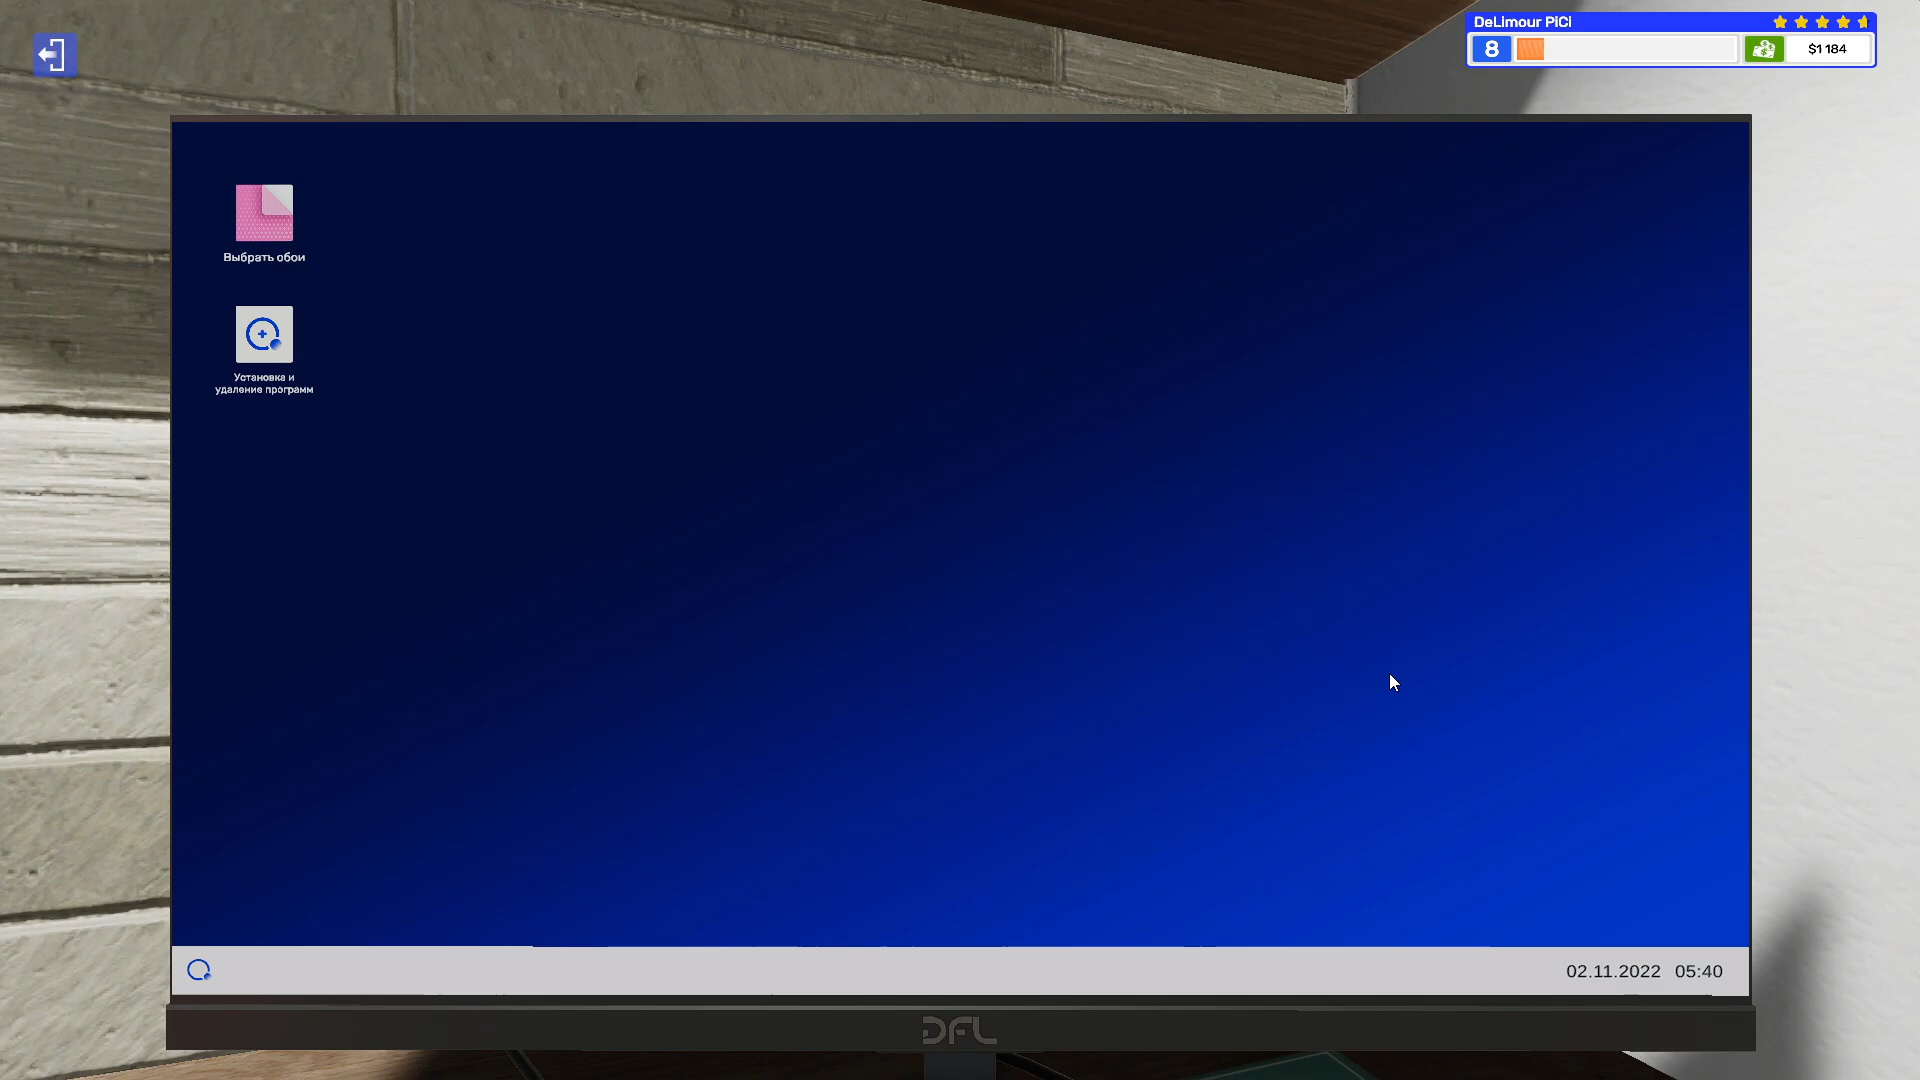 DeLimour PiCi
8
$1 184
Выбрать обои
Установка и
удаление программ
02.11.2022 05:40
DFL